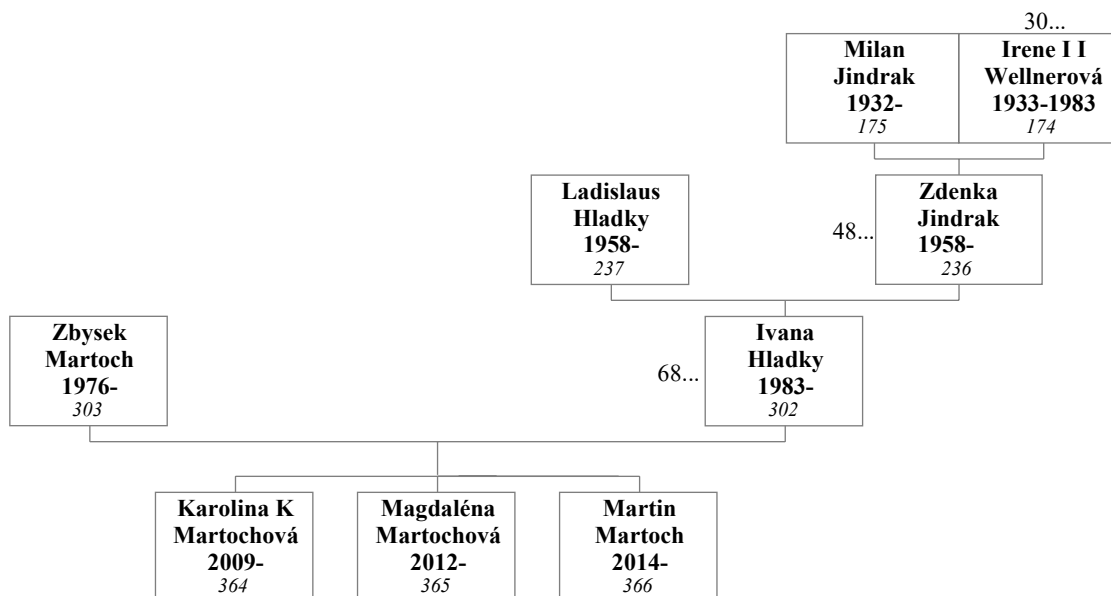 30...
Milan
Jindrak
1932-
175
Irene I I
Wellnerová
1933-1983
174
Ladislaus
Hladky
1958-
237
48...
Zdenka
Jindrak
1958-
236
Zbysek
Martoch
1976-
303
68...
Ivana
Hladky
1983-
302
Karolina K
Martochová
2009-
364
Magdaléna
Martochová
2012-
365
Martin
Martoch
2014-
366